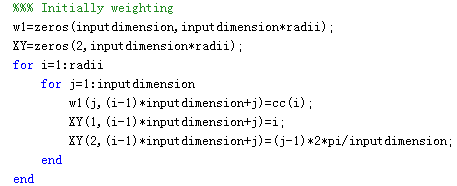 %%% Initially weighting
w1=zeros(inputdimension,inputdimension*radii);
XY=zeros(2,inputdimension*radii);
for i=1:radii
    for j=1:inputdimension
        w1(j,(i-1)*inputdimension+j)=cc(i);
        XY(1,(i-1)*inputdimension+j)=i;
        XY(2,(i-1)*inputdimension+j)=(j-1)*2*pi/inputdimension;
    end
end